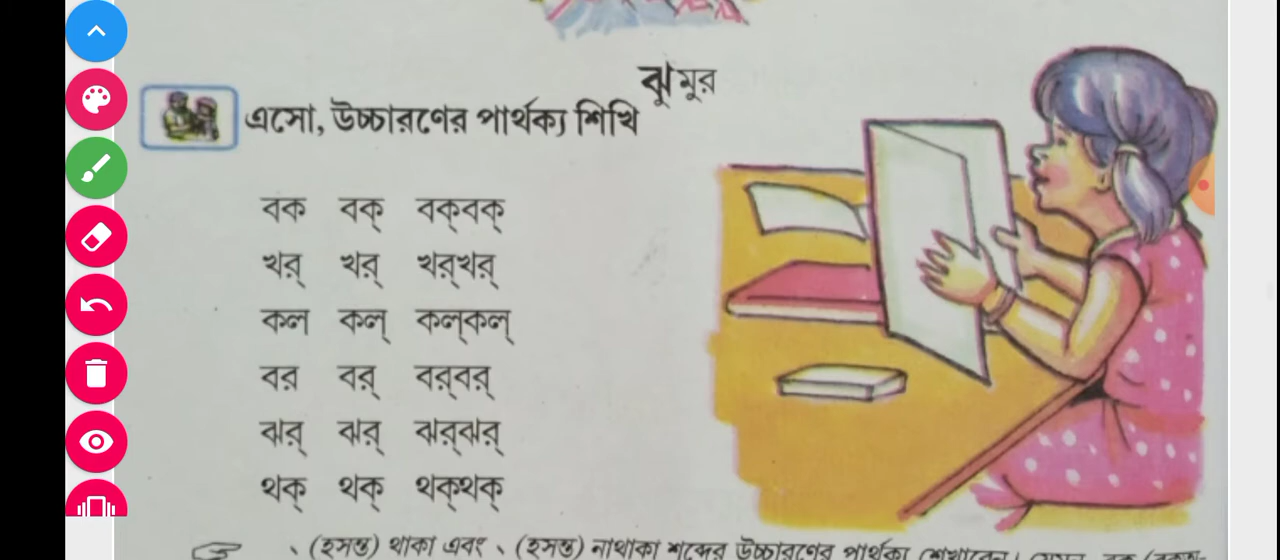 ঝুমুর
এসো, উচ্চারণের পার্থক্য শিখি
বক বক্ বক্‌বক্
খর্ খর্ খর্‌খর্
কল কল্ কল্‌কল্
বর বর্ বর্‌বর্
ঝর্ ঝর্ ঝর্‌ঝর্
থক্ থক্ থক্‌থক্
্ (হসন্ত) থাকা এবং ্ (হসন্ত) নাথাকা শব্দের উচ্চারণের পার্থক্য শেখাবেন।